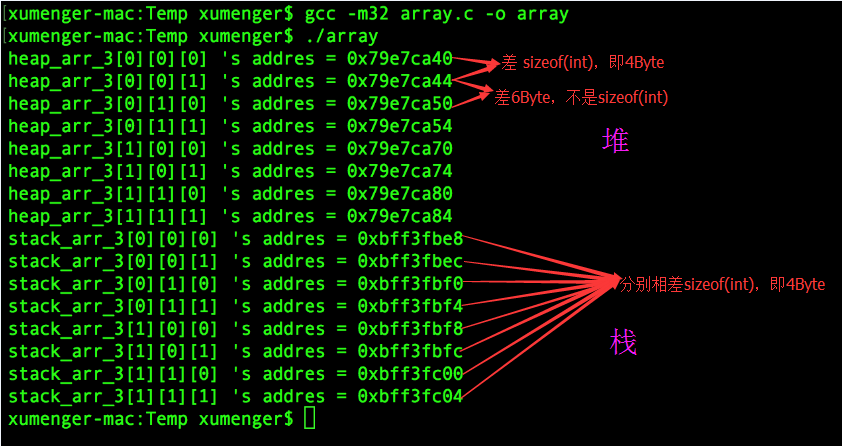 [xumenger-mac:Temp xumenger$ gcc -m32 array.c -o array
[xumenger-mac:Temp xumenger$ ./array
heap_arr_3[0][0][0] 's addres = 0x79e7ca40 差 sizeof(int)，即4Byte
heap_arr_3[0][0][1] 's addres = 0x79e7ca44
heap_arr_3[0][1][0] 's addres = 0x79e7ca50 差6Byte，不是sizeof(int)
heap_arr_3[0][1][1] 's addres = 0x79e7ca54 堆
heap_arr_3[1][0][0] 's addres = 0x79e7ca70
heap_arr_3[1][0][1] 's addres = 0x79e7ca74
heap_arr_3[1][1][0] 's addres = 0x79e7ca80
heap_arr_3[1][1][1] 's addres = 0x79e7ca84
stack_arr_3[0][0][0] 's addres = 0xbff3fbe8
stack_arr_3[0][0][1] 's addres = 0xbff3fbec
stack_arr_3[0][1][0] 's addres = 0xbff3fbf0 分别相差sizeof(int)，即4Byte
stack_arr_3[0][1][1] 's addres = 0xbff3fbf4
stack_arr_3[1][0][0] 's addres = 0xbff3fbf8
stack_arr_3[1][0][1] 's addres = 0xbff3fbfc 栈
stack_arr_3[1][1][0] 's addres = 0xbff3fc00
stack_arr_3[1][1][1] 's addres = 0xbff3fc04
xumenger-mac:Temp xumenger$